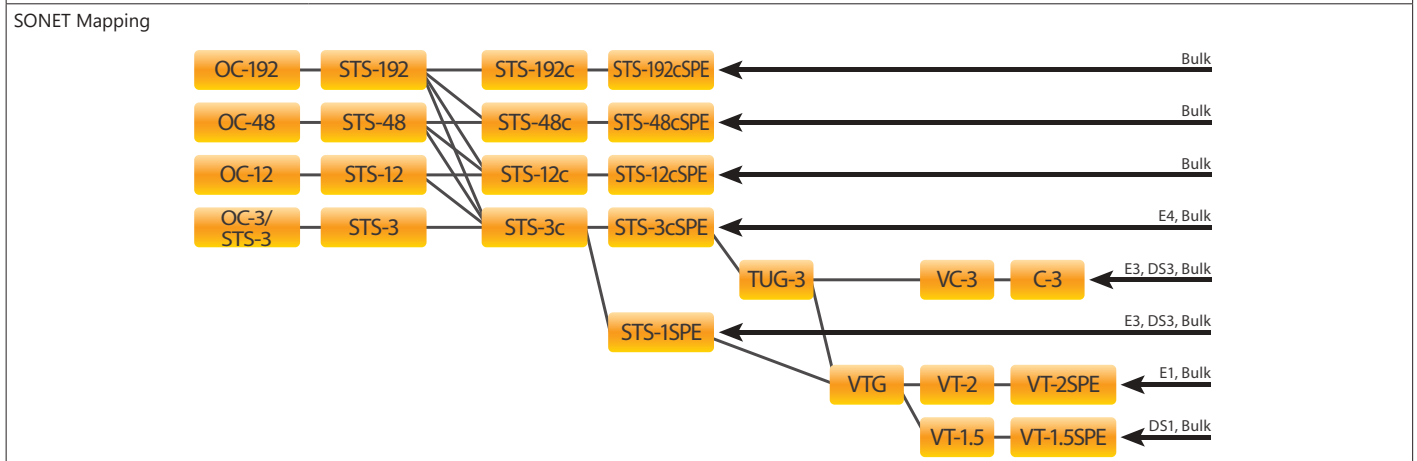 SONET Mapping
OC-192 STS-192 STS-192c STS-192cSPE Bulk
OC-48 STS-48 STS-48c STS-48cSPE Bulk
OC-12 STS-12 STS-12c STS-12cSPE Bulk
OC-3/
STS-3 STS-3 STS-3c STS-3cSPE E4, Bulk
TUG-3 VC-3 C-3 E3, DS3, Bulk
STS-1SPE E3, DS3, Bulk
VTG VT-2 VT-2SPE E1, Bulk
VT-1.5 VT-1.5SPE DS1, Bulk